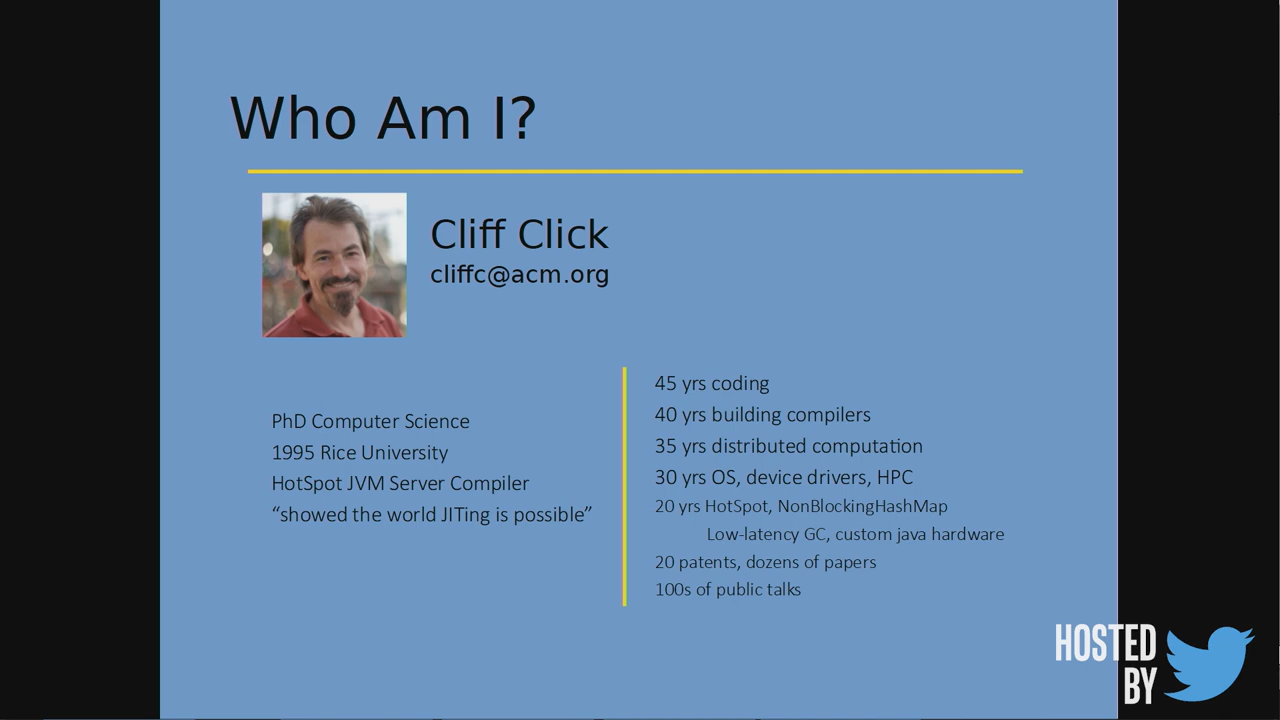 Who Am I?
Cliff Click
cliffc@acm.org
PhD Computer Science
1995 Rice University
HotSpot JVM Server Compiler
“showed the world JITing is possible”
45 yrs coding
40 yrs building compilers
35 yrs distributed computation
30 yrs OS, device drivers, HPC
20 yrs HotSpot, NonBlockingHashMap
Low-latency GC, custom java hardware
20 patents, dozens of papers
100s of public talks
HOSTED
BY